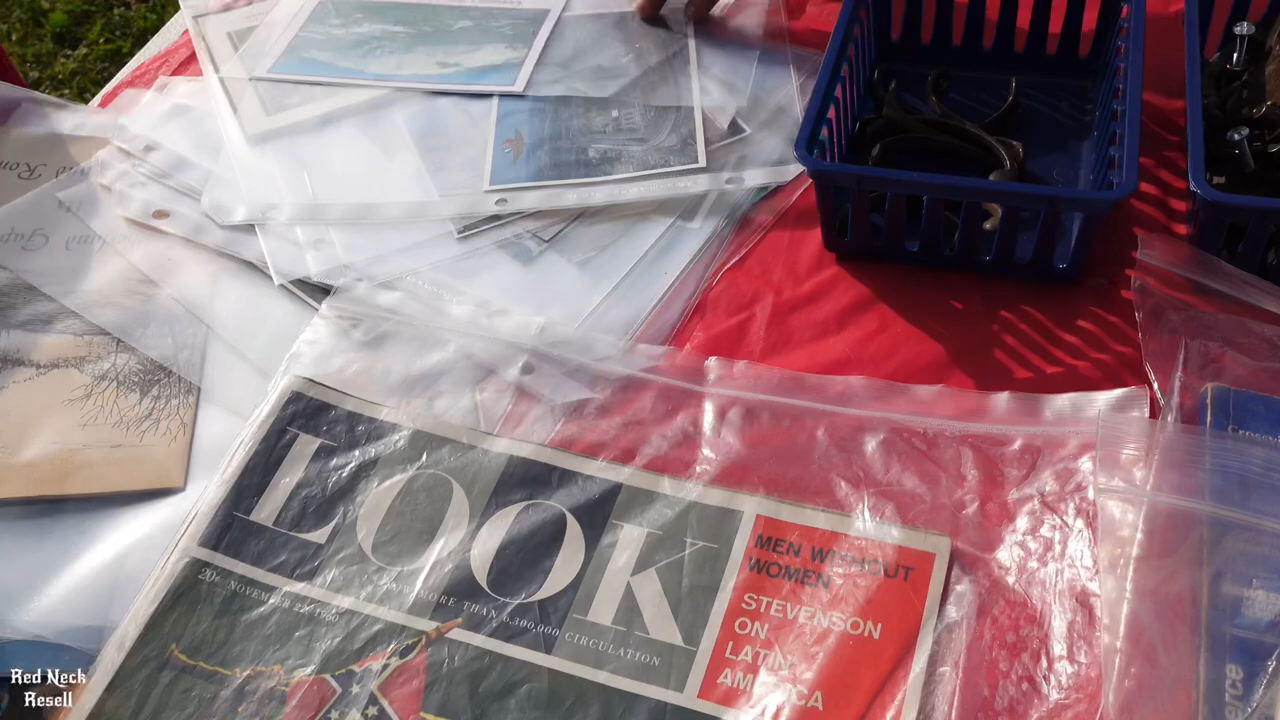 LOOK
MEN WITHOUT
WOMEN
STEVENSON
ON
LATIN
AMERICA
20¢ NOVEMBER 22, 1960
NOW MORE THAN 6,300,000 CIRCULATION
Red Neck
Resell